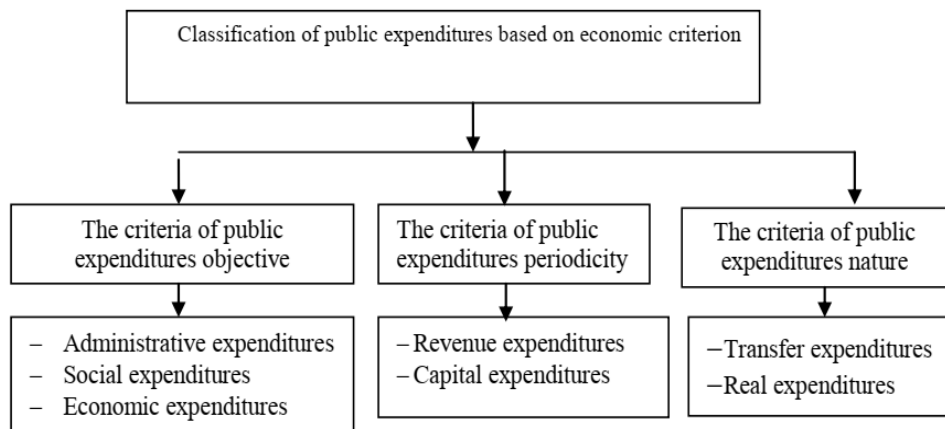 Classification of public expenditures based on economic criterion
The criteria of public
expenditures objective
The criteria of public
expenditures periodicity
The criteria of public
expenditures nature
– Administrative expenditures
– Social expenditures
– Economic expenditures
– Revenue expenditures
– Capital expenditures
– Transfer expenditures
– Real expenditures